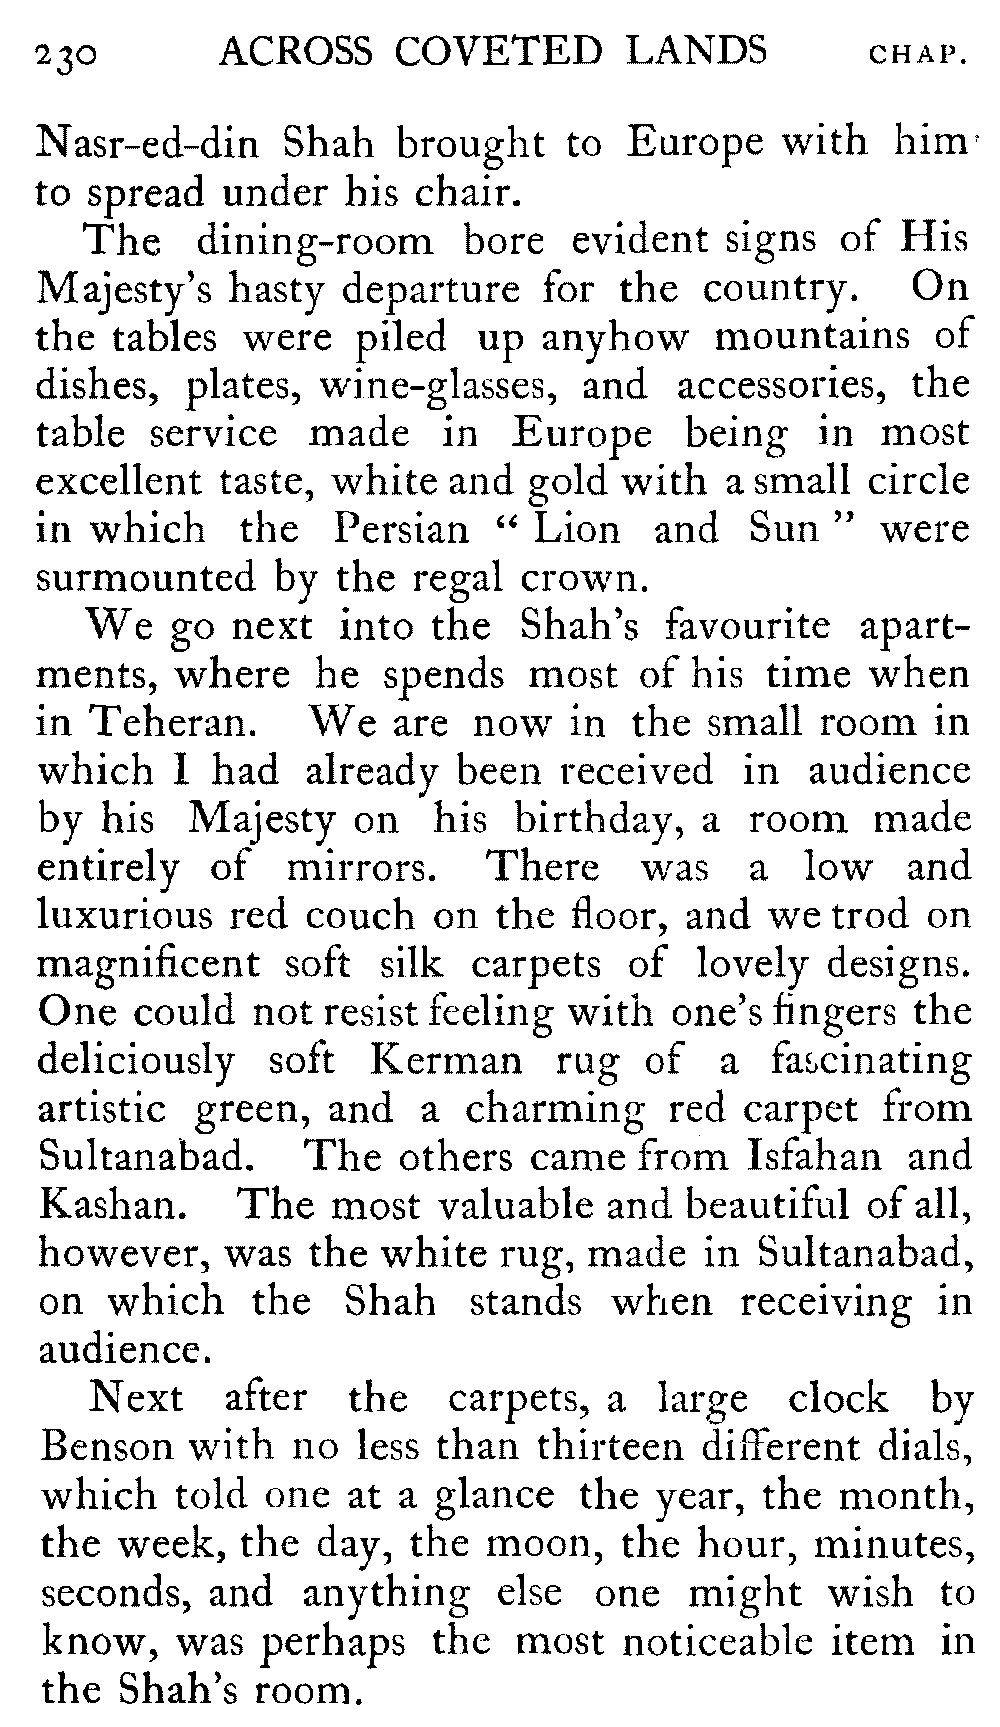 230 ACROSS COVETED LANDS CHAP.
Nasr-ed-din Shah brought to Europe with him
to spread under his chair.
The dining-room bore evident signs of His
Majesty's hasty departure for the country. On
the tables were piled up anyhow mountains of
dishes, plates, wine-glasses, and accessories, the
table service made in Europe being in most
excellent taste, white and gold with a small circle
in which the Persian “Lion and Sun” were
surmounted by the regal crown.
We go next into the Shah's favourite apart-
ments, where he spends most of his time when
in Teheran. We are now in the small room in
which I had already been received in audience
by his Majesty on his birthday, a room made
entirely of mirrors. There was a low and
luxurious red couch on the floor, and we trod on
magnificent soft silk carpets of lovely designs.
One could not resist feeling with one's fingers the
deliciously soft Kerman rug of a fascinating
artistic green, and a charming red carpet from
Sultanabad. The others came from Isfahan and
Kashan. The most valuable and beautiful of all,
however, was the white rug, made in Sultanabad,
on which the Shah stands when receiving in
audience.
Next after the carpets, a large clock by
Benson with no less than thirteen different dials,
which told one at a glance the year, the month,
the week, the day, the moon, the hour, minutes,
seconds, and anything else one might wish to
know, was perhaps the most noticeable item in
the Shah's room.